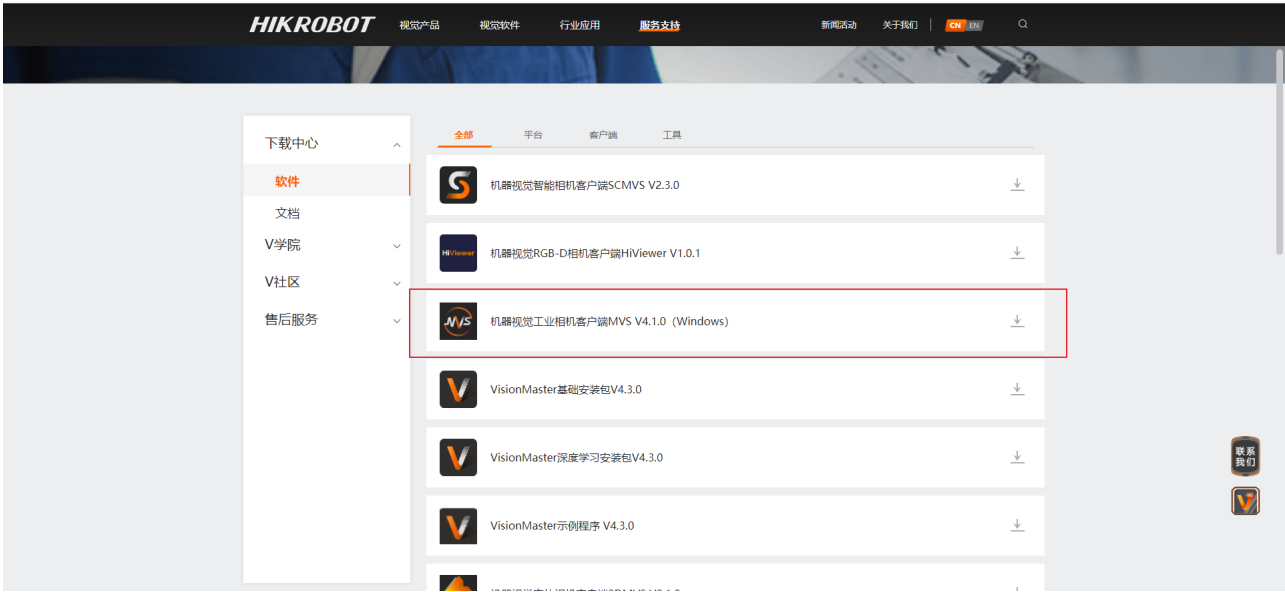 HIKROBOT 视觉产品 视觉软件 行业应用 服务支持 新闻活动 关于我们 CN EN
下载中心
软件
文档
V学院
V社区
售后服务
全部 平台 客户端 工具
机器视觉智能相机客户端SCMVS V2.3.0
HiViewer 机器视觉RGB-D相机客户端HiViewer V1.0.1
MVS 机器视觉工业相机客户端MVS V4.1.0（Windows）
VisionMaster基础安装包V4.3.0
VisionMaster深度学习安装包V4.3.0
VisionMaster示例程序 V4.3.0
联系
我们